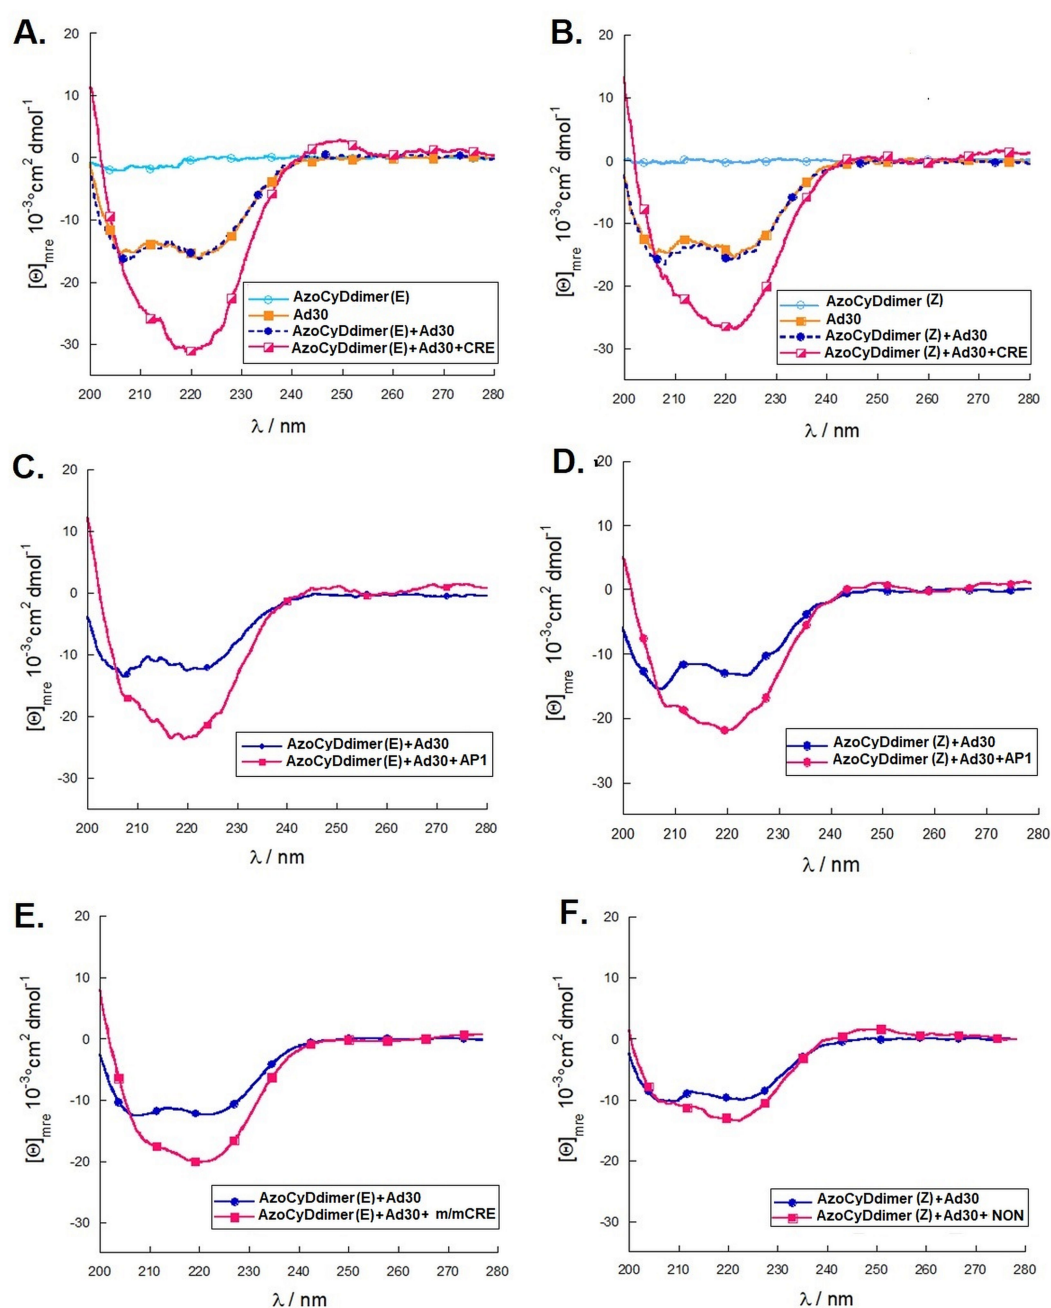 A.
20
10
0
-10
-20
-30
[Θ]mre 10⁻³°cm² dmol⁻¹
AzoCyDdimer(E)
Ad30
AzoCyDdimer(E)+Ad30
AzoCyDdimer(E)+Ad30+CRE
200 210 220 230 240 250 260 270 280
λ / nm
B.
20
10
0
-10
-20
-30
[Θ]mre 10⁻³°cm² dmol⁻¹
AzoCyDdimer (Z)
Ad30
AzoCyDdimer (Z)+Ad30
AzoCyDdimer (Z)+Ad30+CRE
200 210 220 230 240 250 260 270 280
λ / nm
C.
20
10
0
-10
-20
-30
[Θ]mre 10⁻³°cm² dmol⁻¹
AzoCyDdimer(E)+Ad30
AzoCyDdimer(E)+Ad30+AP1
200 210 220 230 240 250 260 270 280
λ / nm
D.
20
10
0
-10
-20
-30
[Θ]mre 10⁻³°cm² dmol⁻¹
AzoCyDdimer (Z)+Ad30
AzoCyDdimer (Z)+Ad30+AP1
200 210 220 230 240 250 260 270 280
λ / nm
E.
20
10
0
-10
-20
-30
[Θ]mre 10⁻³°cm² dmol⁻¹
AzoCyDdimer(E)+Ad30
AzoCyDdimer(E)+Ad30+ m/mCRE
200 210 220 230 240 250 260 270 280
λ / nm
F.
20
10
0
-10
-20
-30
[Θ]mre 10⁻³°cm² dmol⁻¹
AzoCyDdimer (Z)+Ad30
AzoCyDdimer (Z)+Ad30+ NON
200 210 220 230 240 250 260 270 280
λ / nm